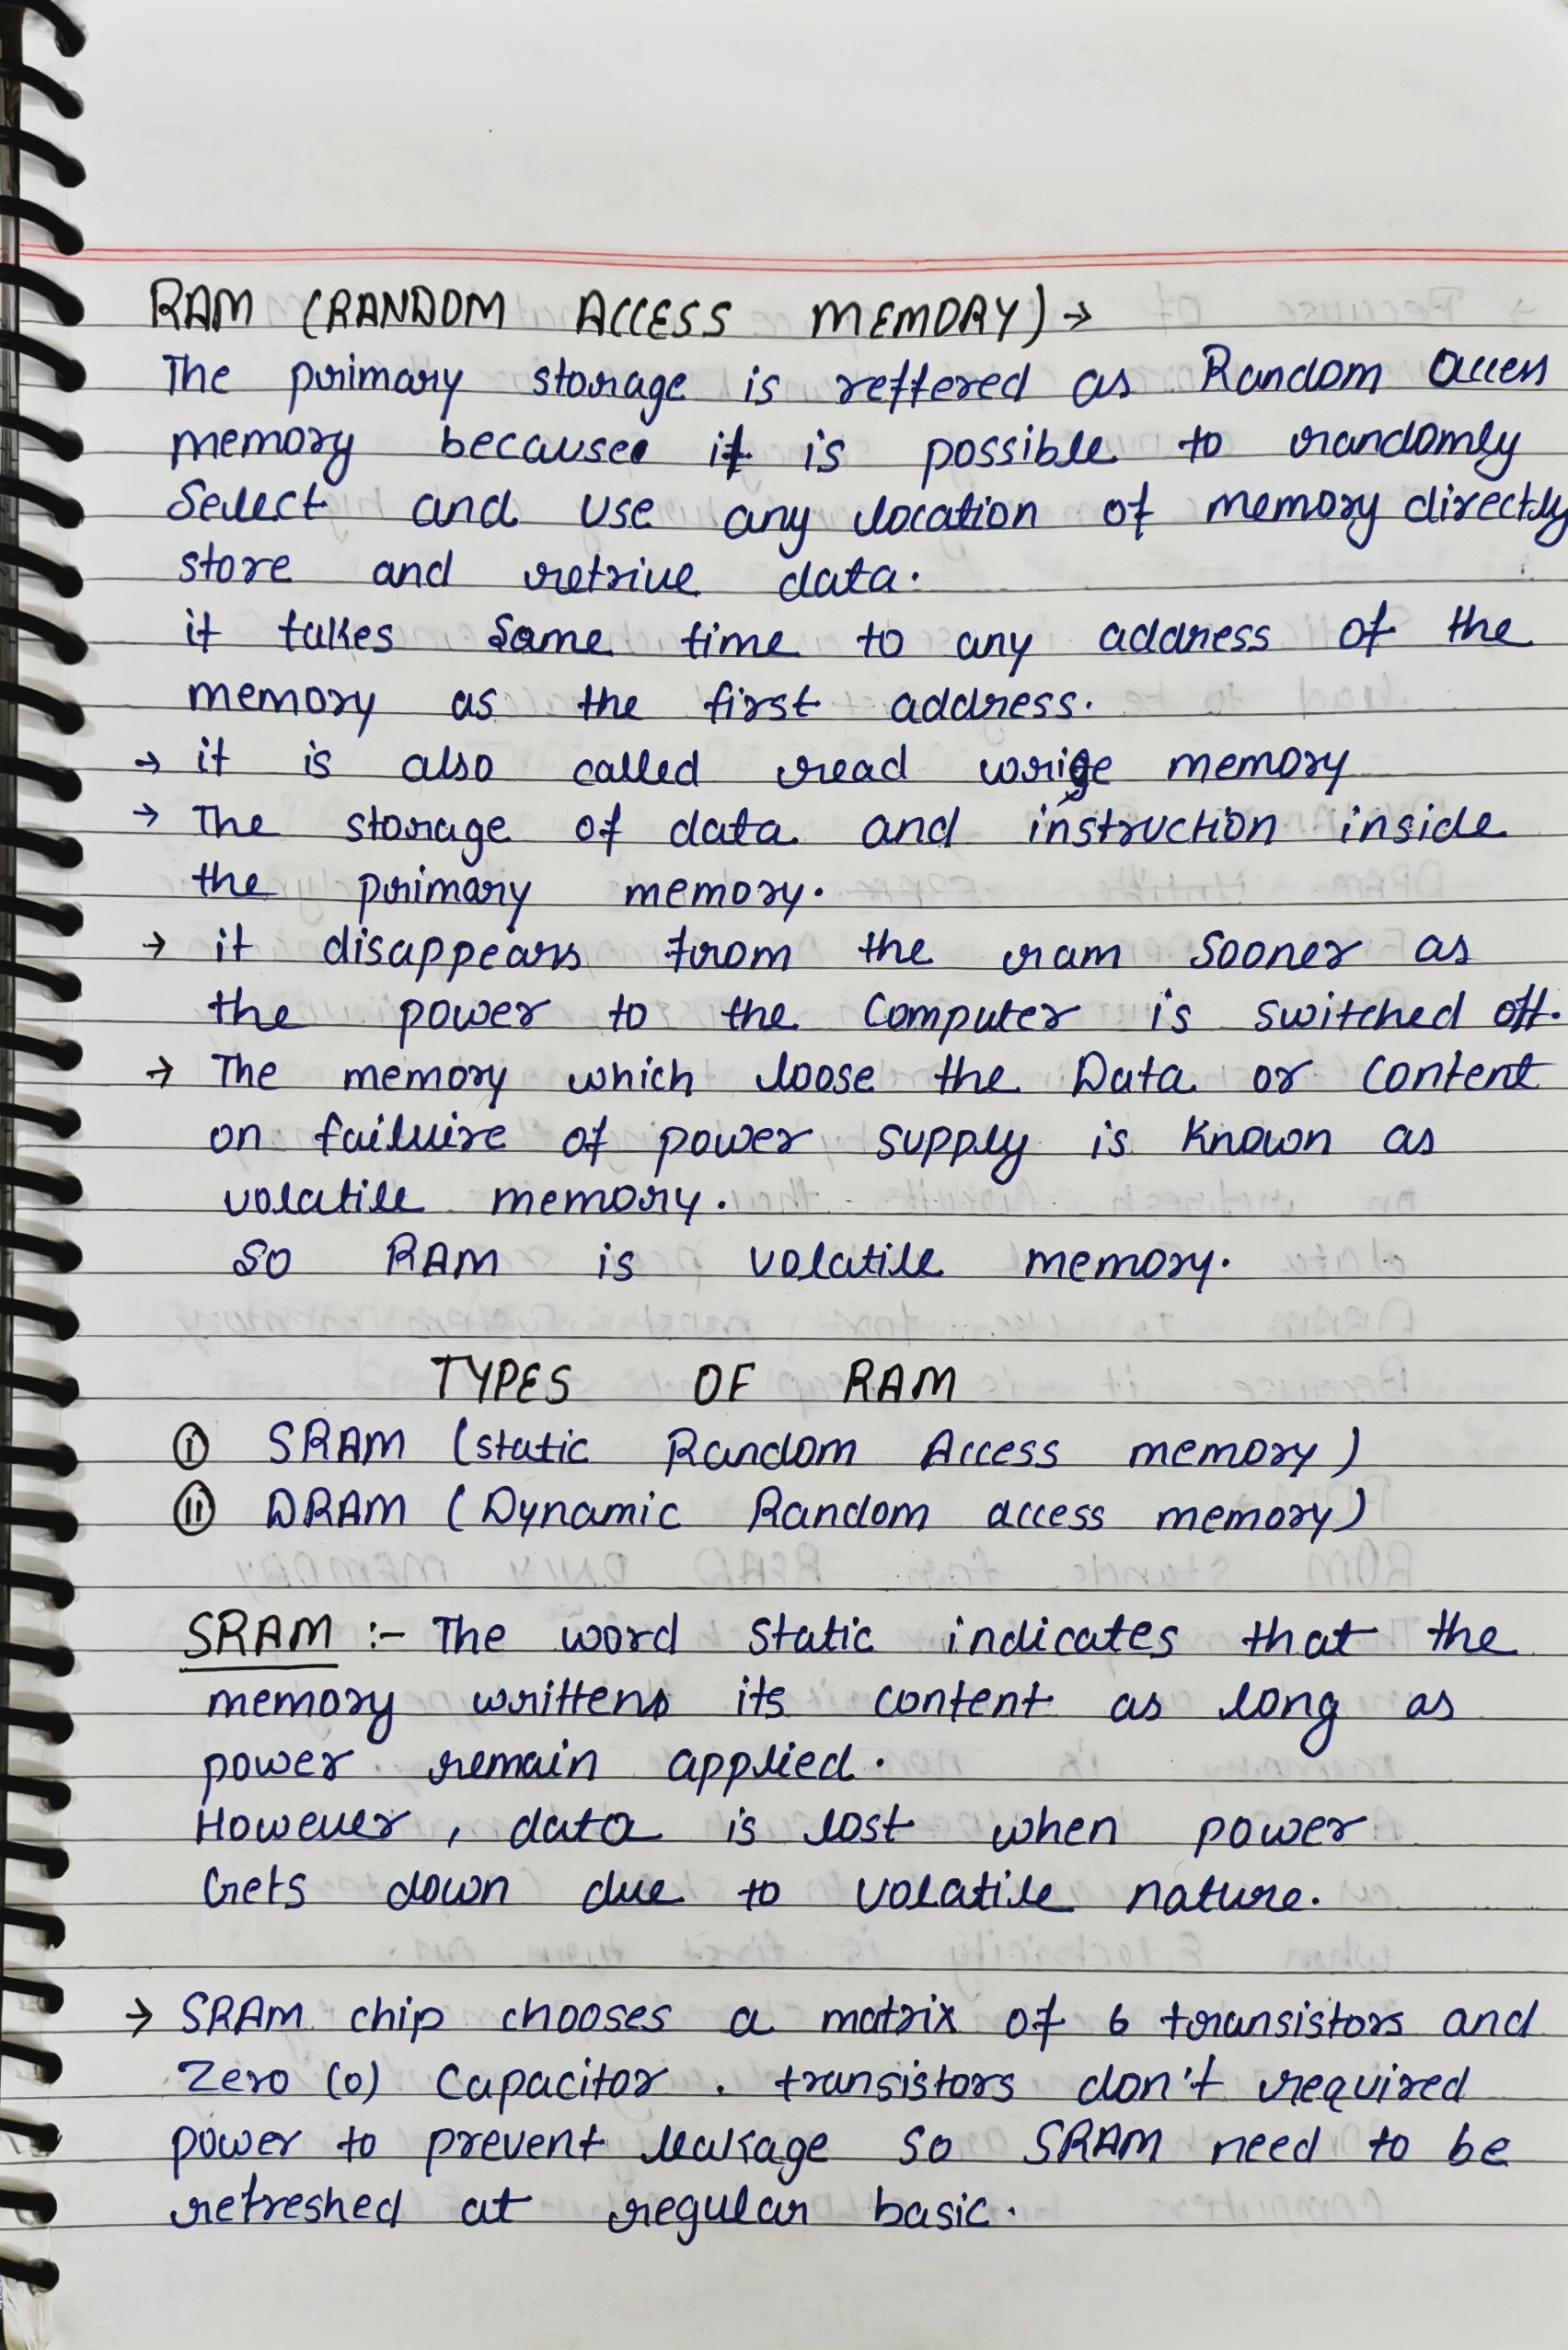 RAM (RANDOM ACCESS MEMORY) →
The primary storage is reffered as Random access
memory because it is possible to randomly
Select and use any location of memory directly
store and retrive data.
it takes same time to any address of the
memory as the first address.
→ it is also called read write memory
→ The storage of data and instruction inside
the primary memory.
→ it disappears from the ram sooner as
the power to the Computer is switched off.
→ The memory which loose the Data or Content
on failuire of power supply is known as
volatile memory.
So RAM is volatile memory.
TYPES OF RAM
(i) SRAM (static Random Access memory)
(ii) DRAM (Dynamic Random access memory)
SRAM :- The word static indicates that the
memory writtens its content as long as
power remain applied.
However, data is lost when power
Gets down due to volatile nature.
→ SRAM chip chooses a matrix of 6 transistors and
Zero (0) Capacitor. transistors don't required
power to prevent leakage so SRAM need to be
refreshed at regular basic.